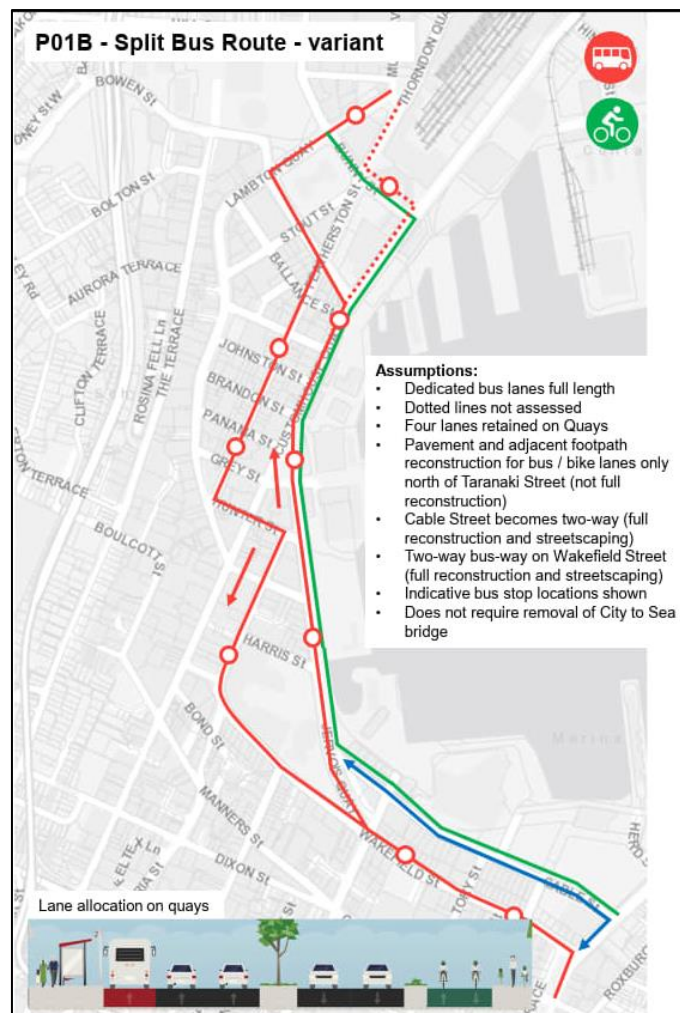 P01B - Split Bus Route - variant
THORNDON QUAY
BOWEN ST
LAMBTON QUAY
BUNNY ST
BOLTON ST
STOUT ST
FEATHERSTON ST
AURORA TERRACE
BALLANCE ST
ROSINA FELL LN
THE TERRACE
CLIFTON TERRACE
JOHNSTON ST
BRANDON ST
PANAMA ST
GREY ST
HUNTER ST
BOULCOTT ST
HARRIS ST
BOND ST
JERVOIS QUAY
MANNERS ST
WAKEFIELD ST
DIXON ST
CABLE ST
Marina
Assumptions:
• Dedicated bus lanes full length
• Dotted lines not assessed
• Four lanes retained on Quays
• Pavement and adjacent footpath
reconstruction for bus / bike lanes only
north of Taranaki Street (not full
reconstruction)
• Cable Street becomes two-way (full
reconstruction and streetscaping)
• Two-way bus-way on Wakefield Street
(full reconstruction and streetscaping)
• Indicative bus stop locations shown
• Does not require removal of City to Sea
bridge
Lane allocation on quays